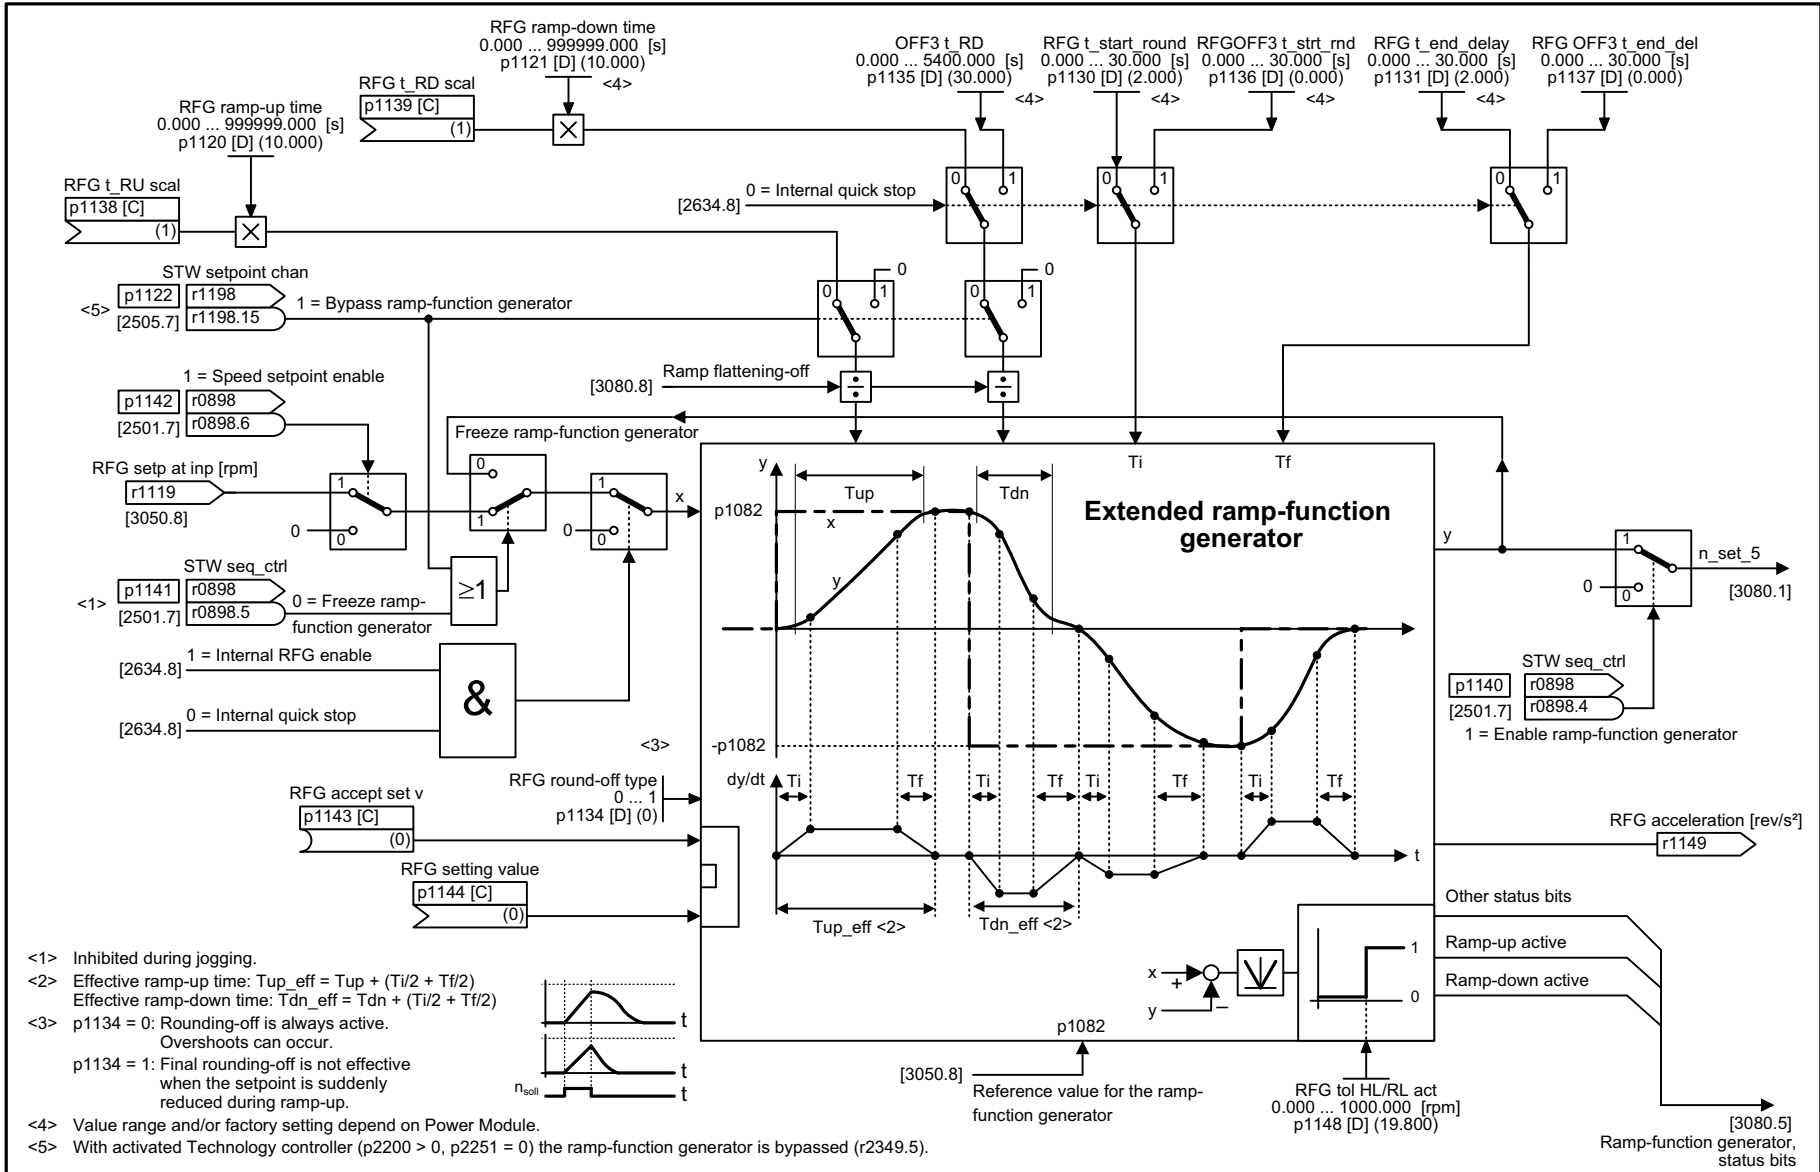 RFG ramp-down time
0.000 ... 999999.000 [s]
p1121 [D] (10.000)
<4>
OFF3 t_RD
0.000 ... 5400.000 [s]
p1135 [D] (30.000)
<4>
RFG t_start_round
0.000 ... 30.000 [s]
p1130 [D] (2.000)
<4>
RFGOFF3 t_strt_rnd
0.000 ... 30.000 [s]
p1136 [D] (0.000)
<4>
RFG t_end_delay
0.000 ... 30.000 [s]
p1131 [D] (2.000)
<4>
RFG OFF3 t_end_del
0.000 ... 30.000 [s]
p1137 [D] (0.000)
RFG t_RD scal
p1139 [C]
(1)
RFG ramp-up time
0.000 ... 999999.000 [s]
p1120 [D] (10.000)
RFG t_RU scal
p1138 [C]
(1)
0 = Internal quick stop
[2634.8]
0 1
0 1
0 1
STW setpoint chan
<5>
p1122
r1198
[2505.7]
r1198.15
1 = Bypass ramp-function generator
0
0 1
0
0 1
Ramp flattening-off
[3080.8]
÷
÷
1 = Speed setpoint enable
p1142
r0898
[2501.7]
r0898.6
Freeze ramp-function generator
RFG setp at inp [rpm]
r1119
[3050.8]
1
0
0
0
1
1
0
0
x
STW seq_ctrl
<1>
p1141
r0898
[2501.7]
r0898.5
0 = Freeze ramp-
function generator
≥1
1 = Internal RFG enable
[2634.8]
0 = Internal quick stop
[2634.8]
&
Ti
Tf
Extended ramp-function
generator
y
Tup
Tdn
p1082
x
y
-p1082
dy/dt
Ti
Tf
Ti
Tf
Ti
Tf
Ti
Tf
t
Tup_eff <2>
Tdn_eff <2>
y
1
0
0
n_set_5
[3080.1]
STW seq_ctrl
p1140
r0898
[2501.7]
r0898.4
1 = Enable ramp-function generator
<3>
RFG round-off type
0 ... 1
p1134 [D] (0)
RFG accept set v
p1143 [C]
(0)
RFG setting value
p1144 [C]
(0)
RFG acceleration [rev/s²]
r1149
Other status bits
Ramp-up active
Ramp-down active
x
+
y
−
1
0
p1082
[3050.8]
Reference value for the ramp-
function generator
RFG tol HL/RL act
0.000 ... 1000.000 [rpm]
p1148 [D] (19.800)
[3080.5]
Ramp-function generator,
status bits
<1> Inhibited during jogging.
<2> Effective ramp-up time: Tup_eff = Tup + (Ti/2 + Tf/2)
Effective ramp-down time: Tdn_eff = Tdn + (Ti/2 + Tf/2)
<3> p1134 = 0: Rounding-off is always active.
Overshoots can occur.
p1134 = 1: Final rounding-off is not effective
when the setpoint is suddenly
reduced during ramp-up.
t
t
n_soll
t
<4> Value range and/or factory setting depend on Power Module.
<5> With activated Technology controller (p2200 > 0, p2251 = 0) the ramp-function generator is bypassed (r2349.5).